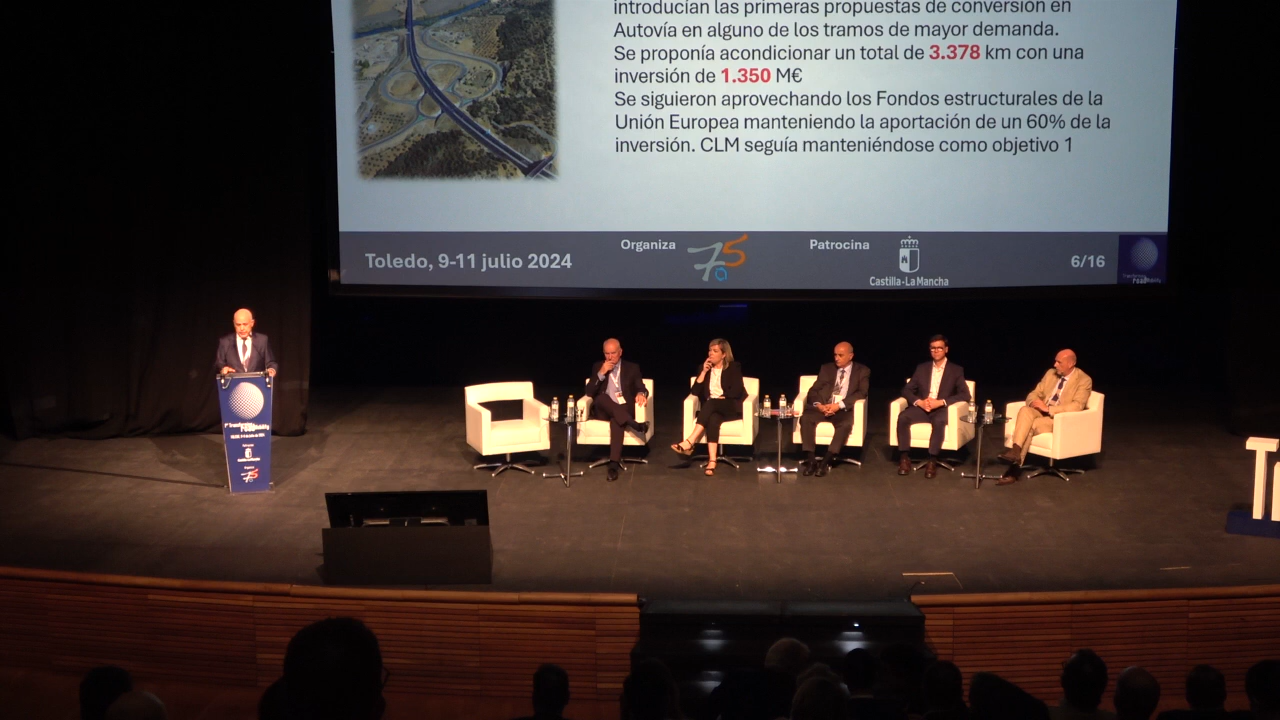 introducían las primeras propuestas de conversión en
Autovía en alguno de los tramos de mayor demanda.
Se proponía acondicionar un total de 3.378 km con una
inversión de 1.350 M€
Se siguieron aprovechando los Fondos estructurales de la
Unión Europea manteniendo la aportación de un 60% de la
inversión. CLM seguía manteniéndose como objetivo 1
Toledo, 9-11 julio 2024
Organiza
75
Patrocina
Castilla-La Mancha
6/16
75